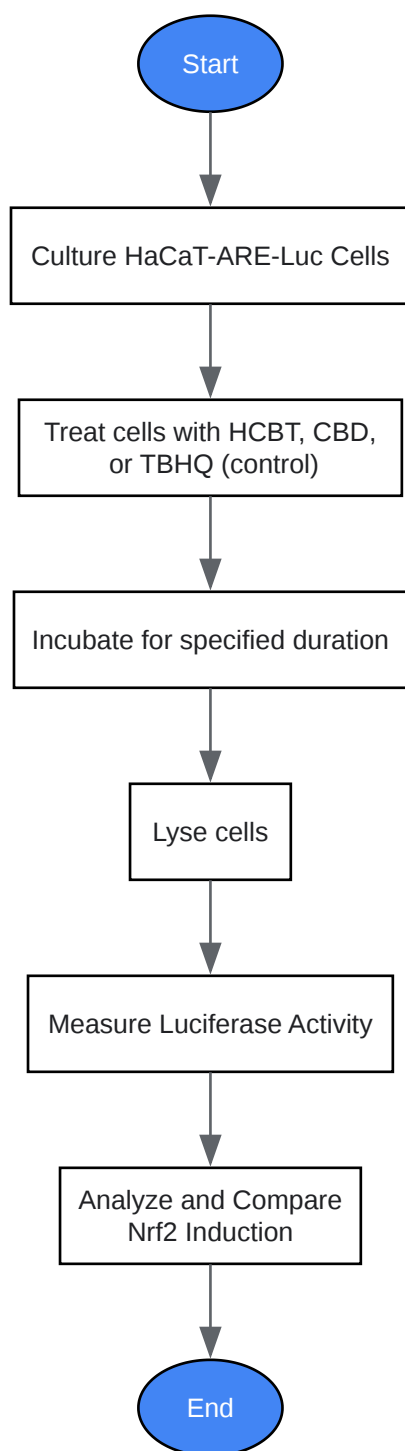 Start
Culture HaCaT-ARE-Luc Cells
Treat cells with HCBT, CBD,
or TBHQ (control)
Incubate for specified duration
Lyse cells
Measure Luciferase Activity
Analyze and Compare
Nrf2 Induction
End